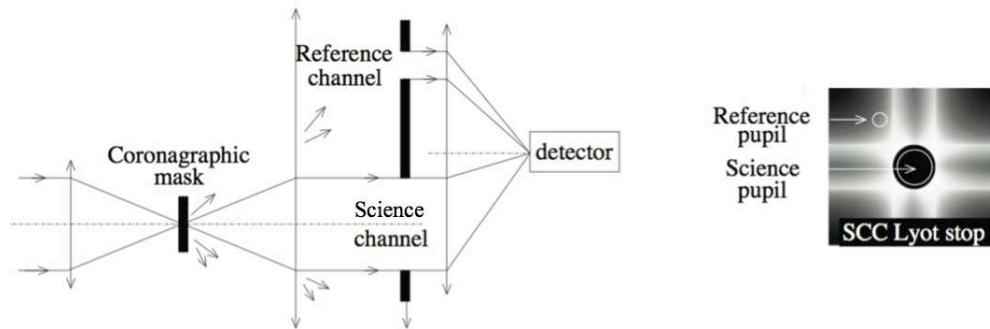 Reference
channel
Coronagraphic
mask
Science
channel
detector
Reference
pupil
Science
pupil
SCC Lyot stop